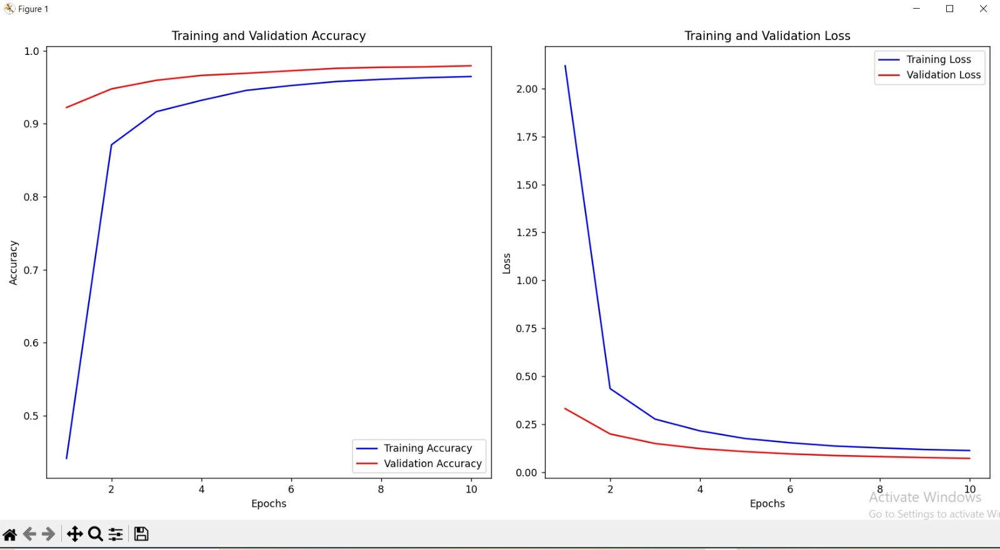 Figure 1
Training and Validation Accuracy
1.0
0.9
0.8
0.7
0.6
0.5
Accuracy
2 4 6 8 10
Epochs
Training Accuracy
Validation Accuracy
Training and Validation Loss
2.00
1.75
1.50
1.25
1.00
0.75
0.50
0.25
0.00
Loss
2 4 6 8 10
Epochs
Training Loss
Validation Loss
Activate Windows
Go to Settings to activate Wi